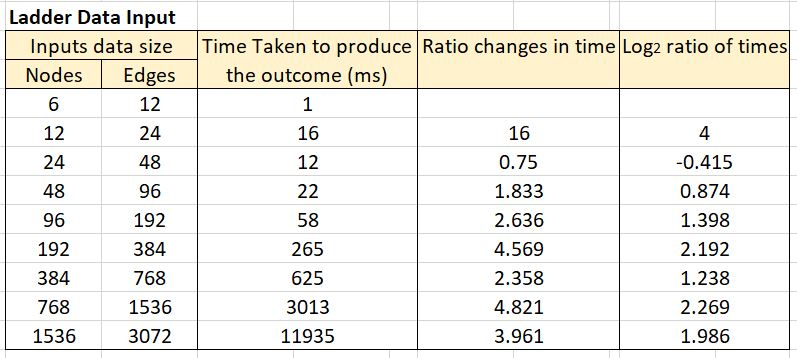 Ladder Data Input
Inputs data size Time Taken to produce the outcome (ms) Ratio changes in time Log2 ratio of times
Nodes Edges
6 12 1
12 24 16 16 4
24 48 12 0.75 -0.415
48 96 22 1.833 0.874
96 192 58 2.636 1.398
192 384 265 4.569 2.192
384 768 625 2.358 1.238
768 1536 3013 4.821 2.269
1536 3072 11935 3.961 1.986